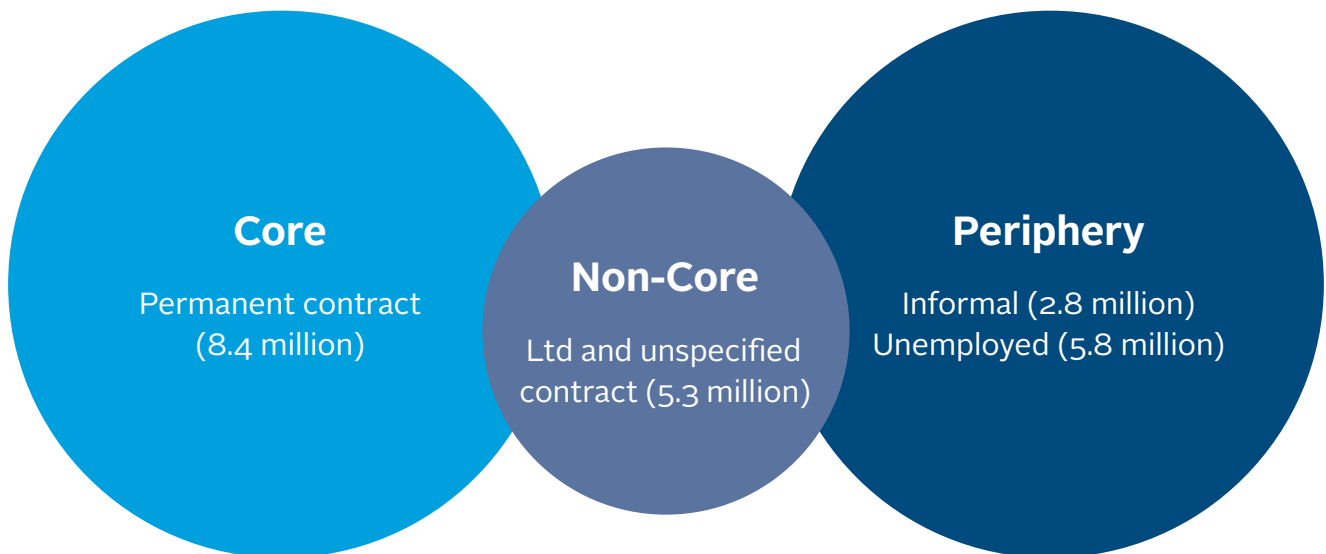 Core
Permanent contract
(8.4 million)
Non-Core
Ltd and unspecified
contract (5.3 million)
Periphery
Informal (2.8 million)
Unemployed (5.8 million)